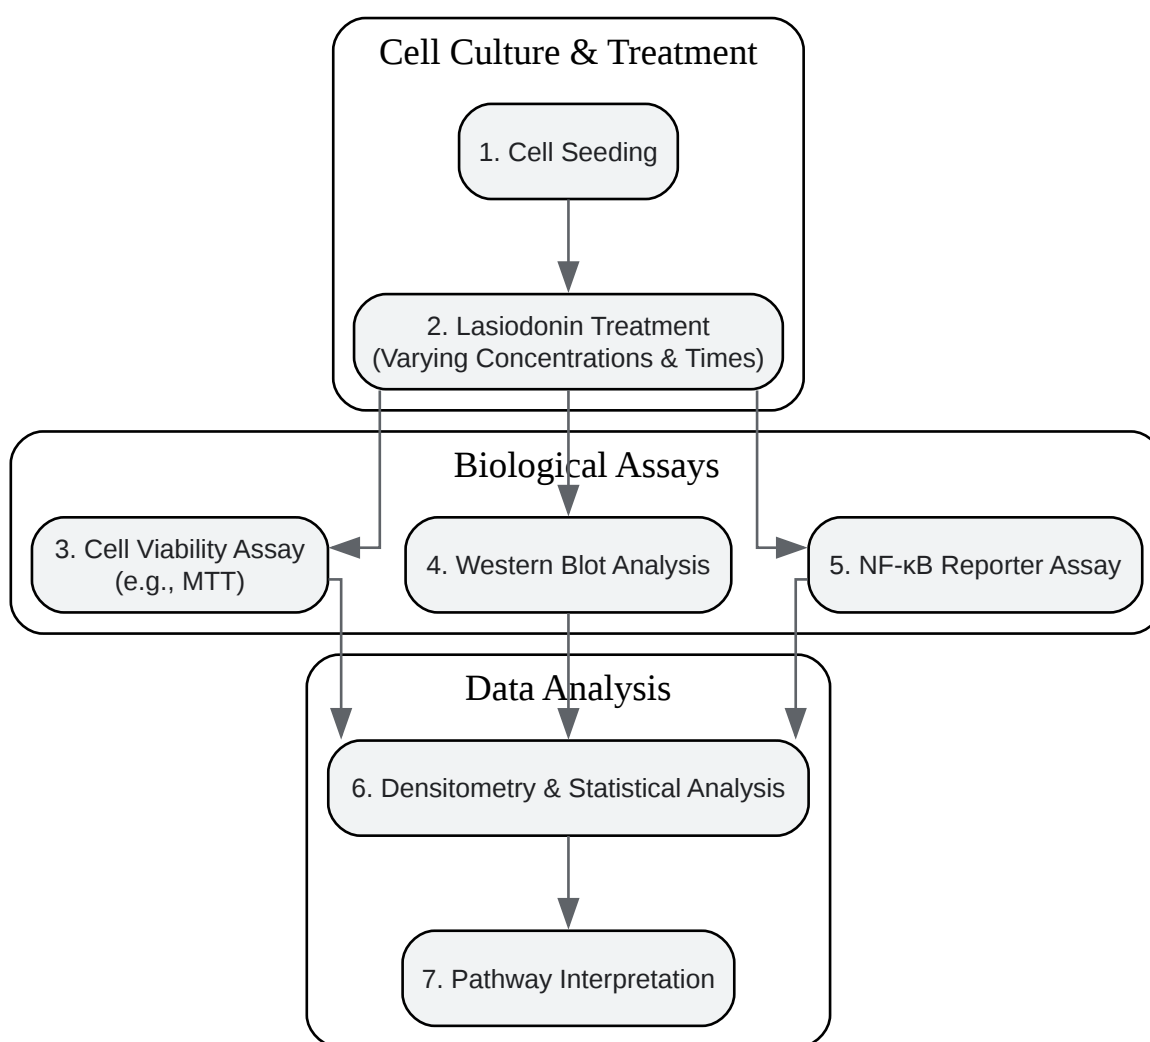 Cell Culture & Treatment
1. Cell Seeding
2. Lasiodonin Treatment
(Varying Concentrations & Times)
Biological Assays
3. Cell Viability Assay
(e.g., MTT)
4. Western Blot Analysis
5. NF-κB Reporter Assay
Data Analysis
6. Densitometry & Statistical Analysis
7. Pathway Interpretation